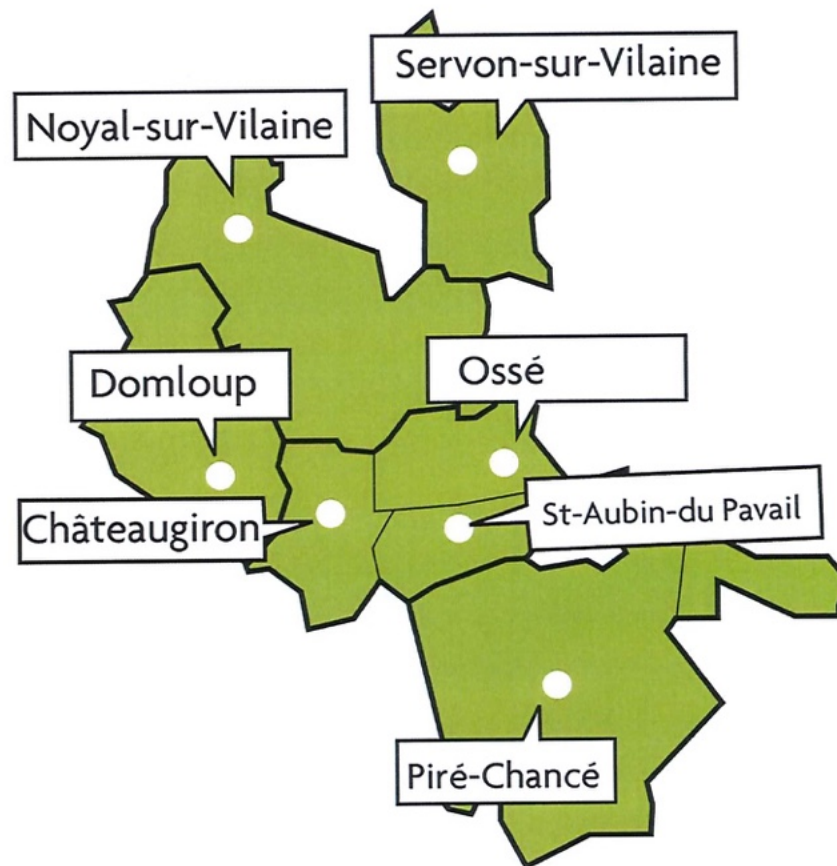 Servon-sur-Vilaine
Noyal-sur-Vilaine
Domloup
Ossé
Châteaugiron
St-Aubin-du Pavail
Piré-Chancé